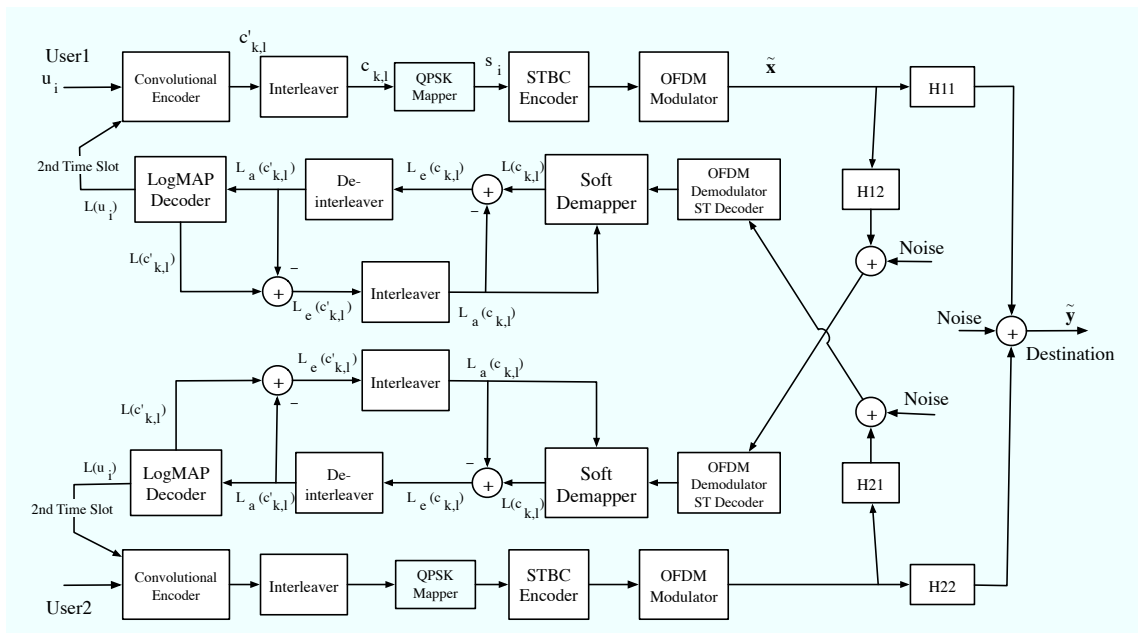 User1
u i
Convolutional
Encoder
c' k,l
Interleaver
c k,l
QPSK
Mapper
s i
STBC
Encoder
OFDM
Modulator
x̃
H11
2nd Time Slot
L(u i)
LogMAP
Decoder
L a (c' k,l)
De-
interleaver
L e (c k,l)
+
−
L(c k,l)
Soft
Demapper
OFDM
Demodulator
ST Decoder
H12
L(c' k,l)
+
−
L e (c' k,l)
Interleaver
L a (c k,l)
+
Noise
Noise
+
ỹ
Destination
L(c' k,l)
+
−
L e (c' k,l)
Interleaver
L a (c k,l)
+
Noise
L(u i)
2nd Time Slot
LogMAP
Decoder
L a (c' k,l)
De-
interleaver
L e (c k,l)
−
+
L(c k,l)
Soft
Demapper
OFDM
Demodulator
ST Decoder
H21
User2
Convolutional
Encoder
Interleaver
QPSK
Mapper
STBC
Encoder
OFDM
Modulator
H22